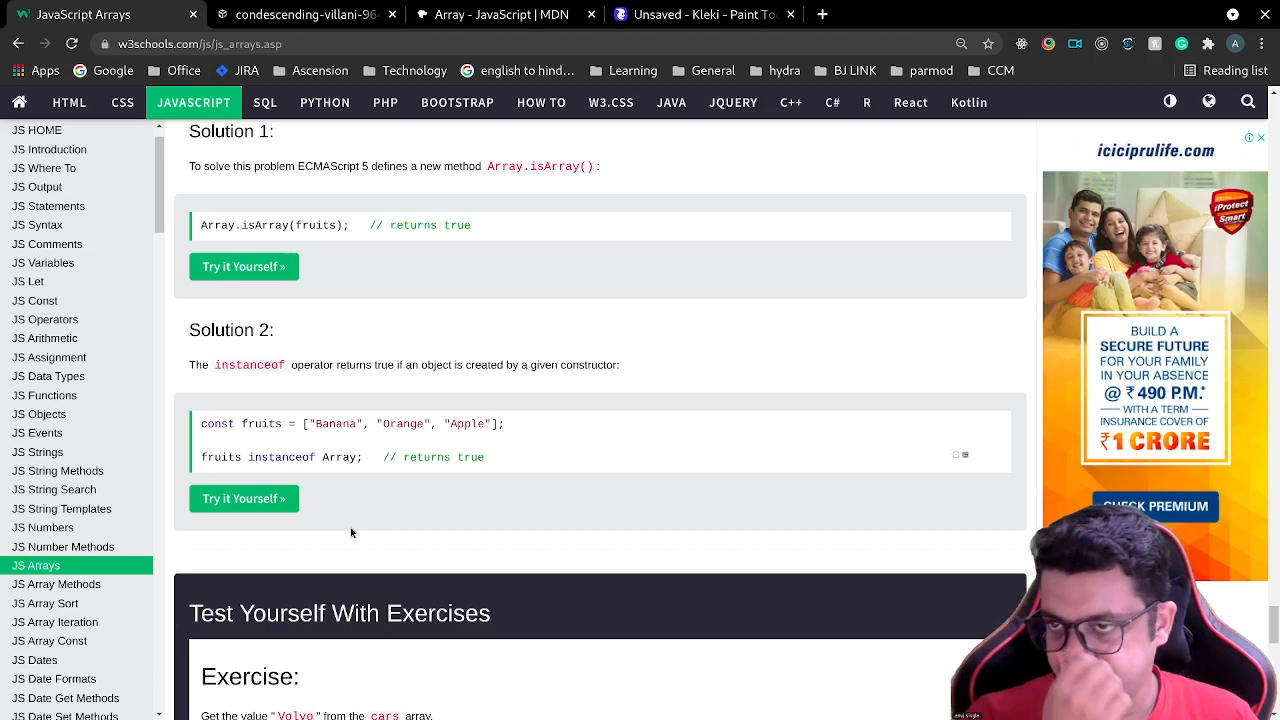 JavaScript Arrays
condescending-villani-964
Array - JavaScript | MDN
Unsaved - Kleki - Paint Too
w3schools.com/js/js_arrays.asp
A
Apps
Google
Office
JIRA
Ascension
Technology
english to hind...
Learning
General
hydra
BJ LINK
parmod
CCM
Reading list
HTML
CSS
JAVASCRIPT
SQL
PYTHON
PHP
BOOTSTRAP
HOW TO
W3.CSS
JAVA
JQUERY
C++
C#
R
React
Kotlin
JS HOME
JS Introduction
JS Where To
JS Output
JS Statements
JS Syntax
JS Comments
JS Variables
JS Let
JS Const
JS Operators
JS Arithmetic
JS Assignment
JS Data Types
JS Functions
JS Objects
JS Events
JS Strings
JS String Methods
JS String Search
JS String Templates
JS Numbers
JS Number Methods
JS Arrays
JS Array Methods
JS Array Sort
JS Array Iteration
JS Array Const
JS Dates
JS Date Formats
JS Date Get Methods
JS Date Set Methods
Solution 1:
To solve this problem ECMAScript 5 defines a new method Array.isArray():
Array.isArray(fruits);   // returns true
Try it Yourself »
Solution 2:
The instanceof operator returns true if an object is created by a given constructor:
const fruits = ["Banana", "Orange", "Apple"];
fruits instanceof Array;   // returns true
Try it Yourself »
Test Yourself With Exercises
Exercise:
Get the value "Volvo" from the cars array.
iciciprulife.com
iProtect
Smart
BUILD A
SECURE FUTURE
FOR YOUR FAMILY
IN YOUR ABSENCE
@ ₹ 490 P.M.*
WITH A TERM
INSURANCE COVER OF
₹1 CRORE
CHECK PREMIUM
anuj singla